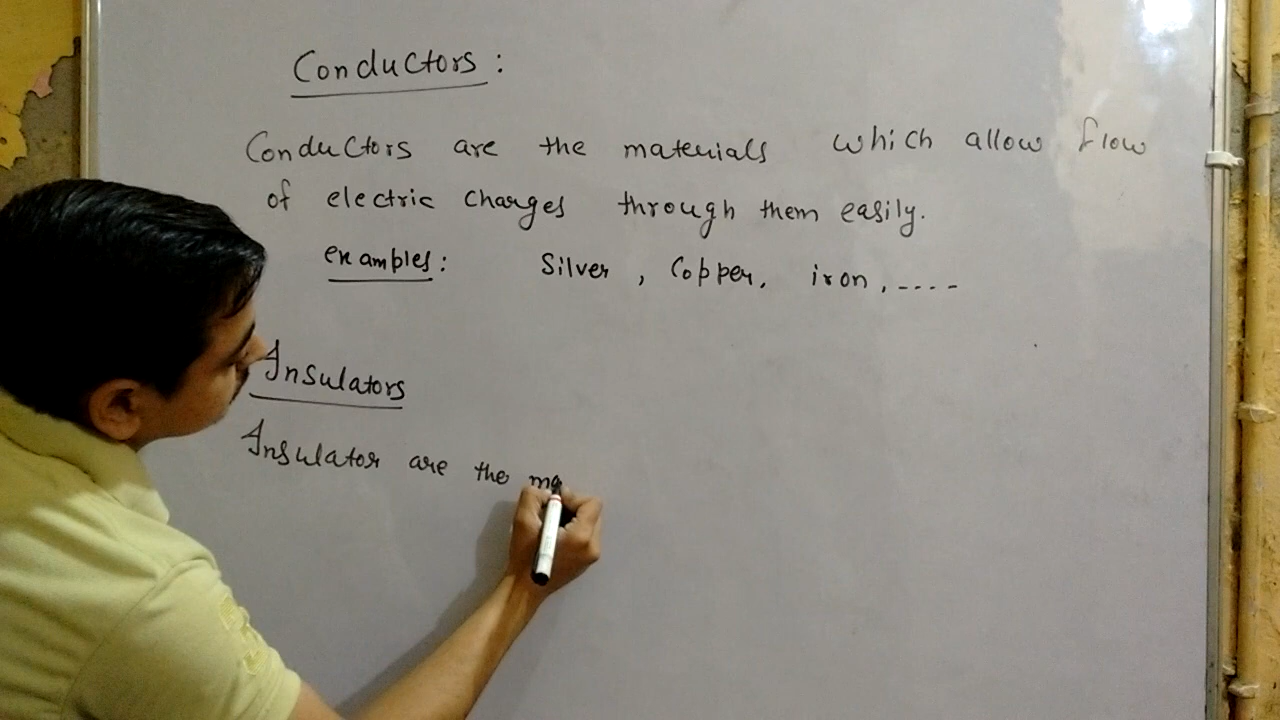 Conductors :
Conductors are the materials which allow flow
of electric charges through them easily.
examples : Silver , Copper, iron , ----
Insulators
Insulator are the ma